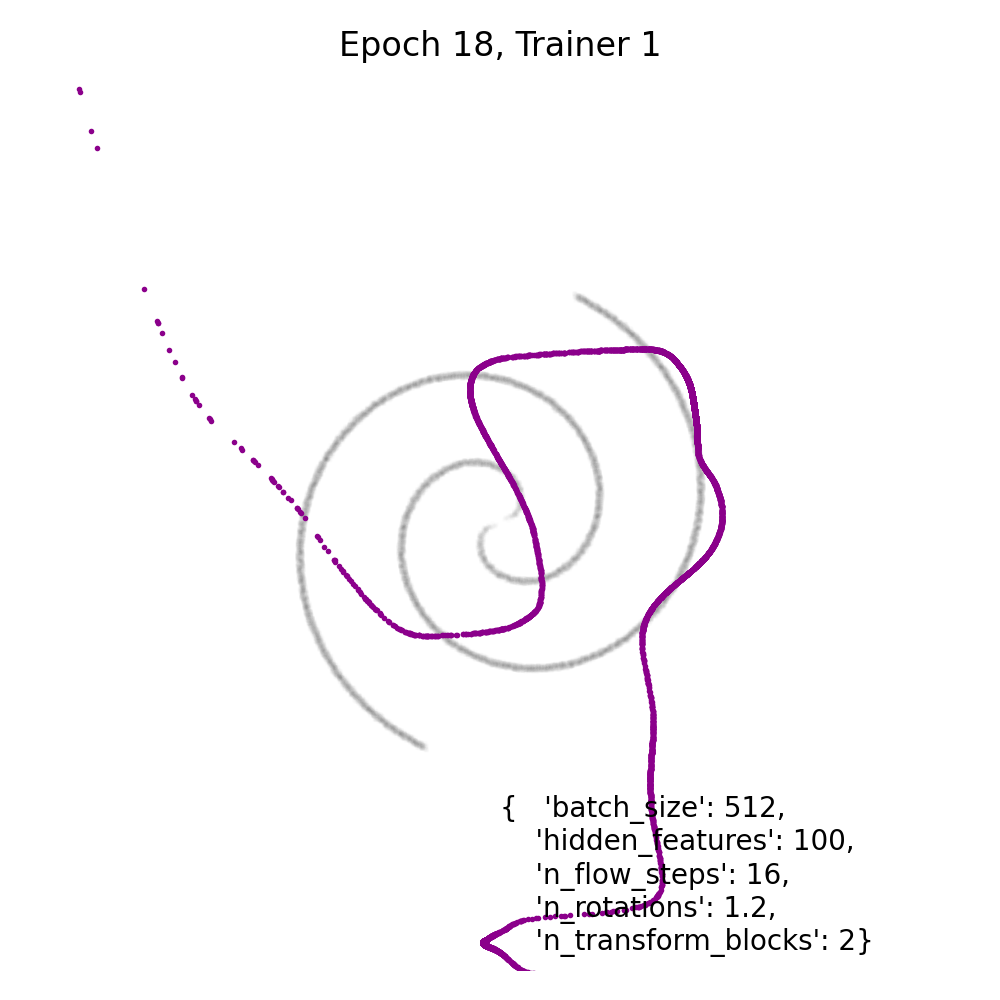 Epoch 18, Trainer 1
{ 'batch_size': 512,
'hidden_features': 100,
'n_flow_steps': 16,
'n_rotations': 1.2,
'n_transform_blocks': 2}